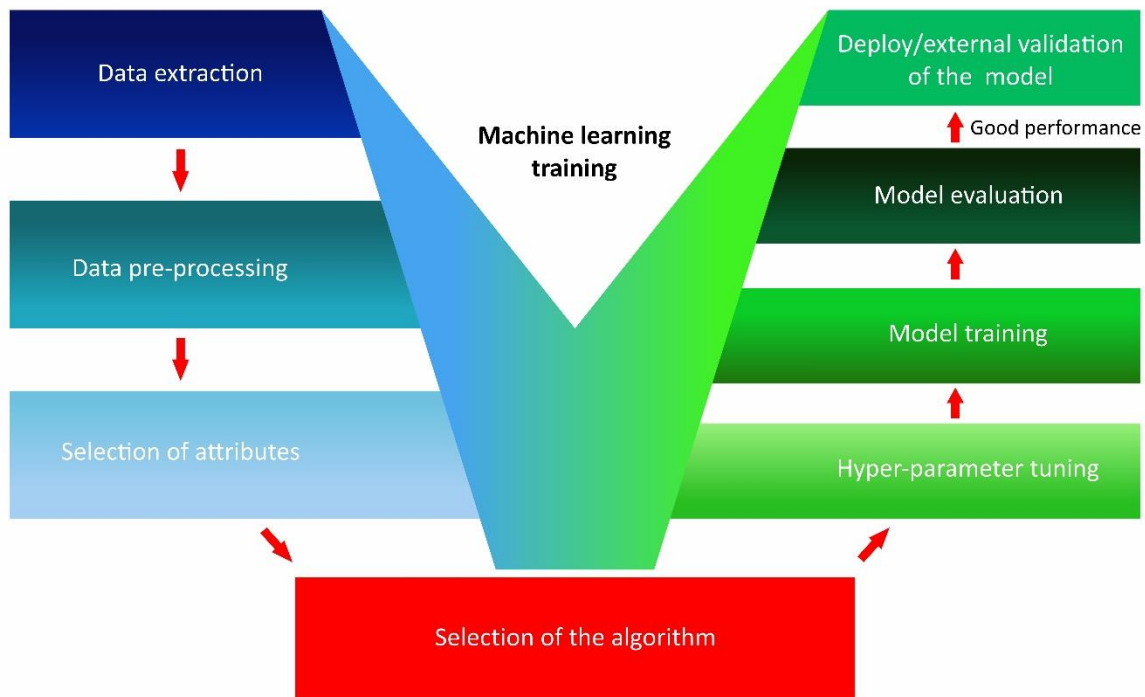 Data extraction
Data pre-processing
Selection of attributes
Selection of the algorithm
Machine learning
training
Deploy/external validation
of the model
Good performance
Model evaluation
Model training
Hyper-parameter tuning